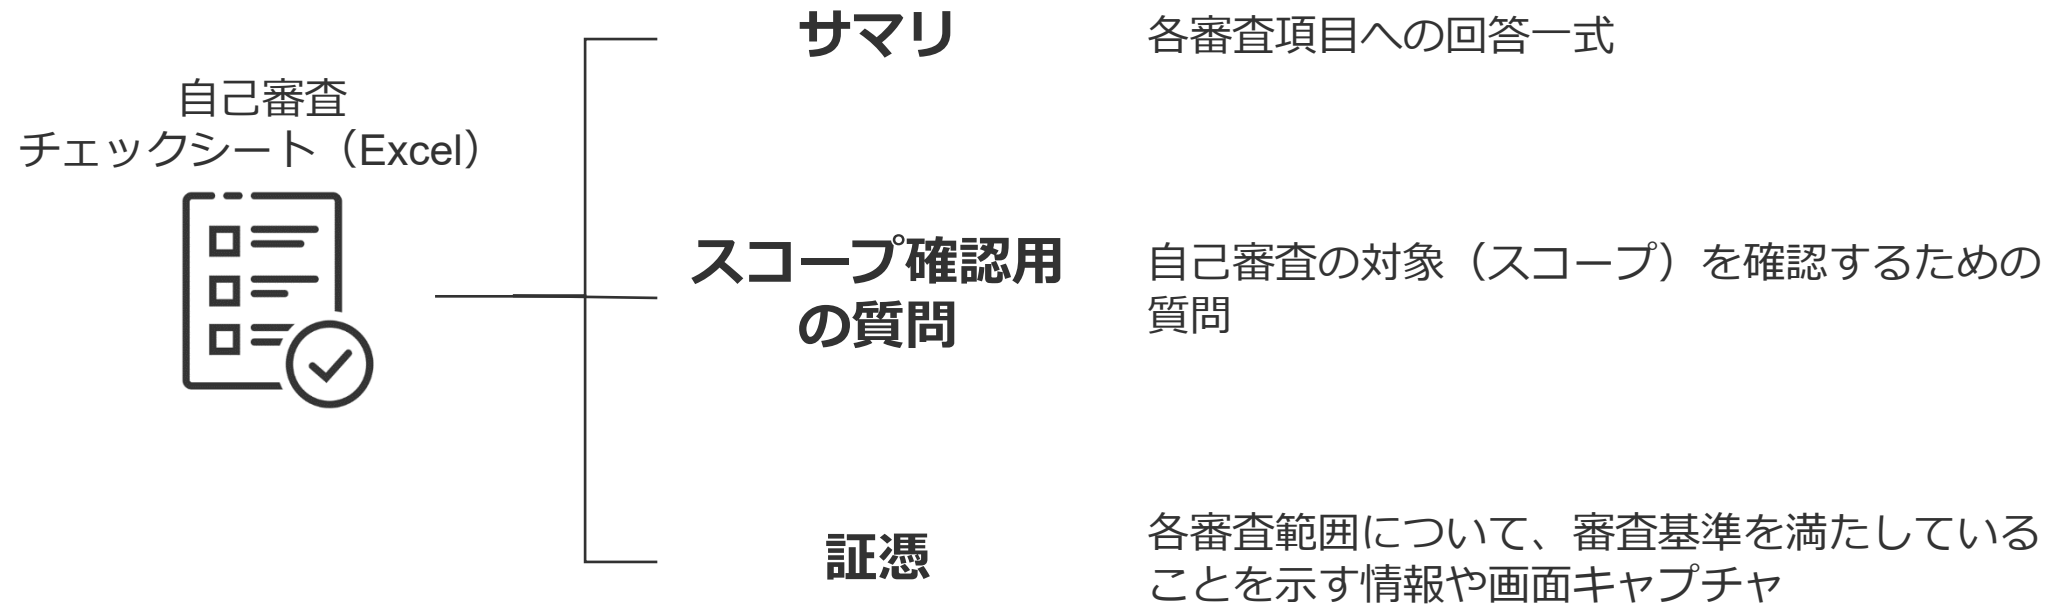 自己審査
チェックシート（Excel）
サマリ
各審査項目への回答一式
スコープ確認用
の質問
自己審査の対象（スコープ）を確認するための
質問
証憑
各審査範囲について、審査基準を満たしている
ことを示す情報や画面キャプチャ